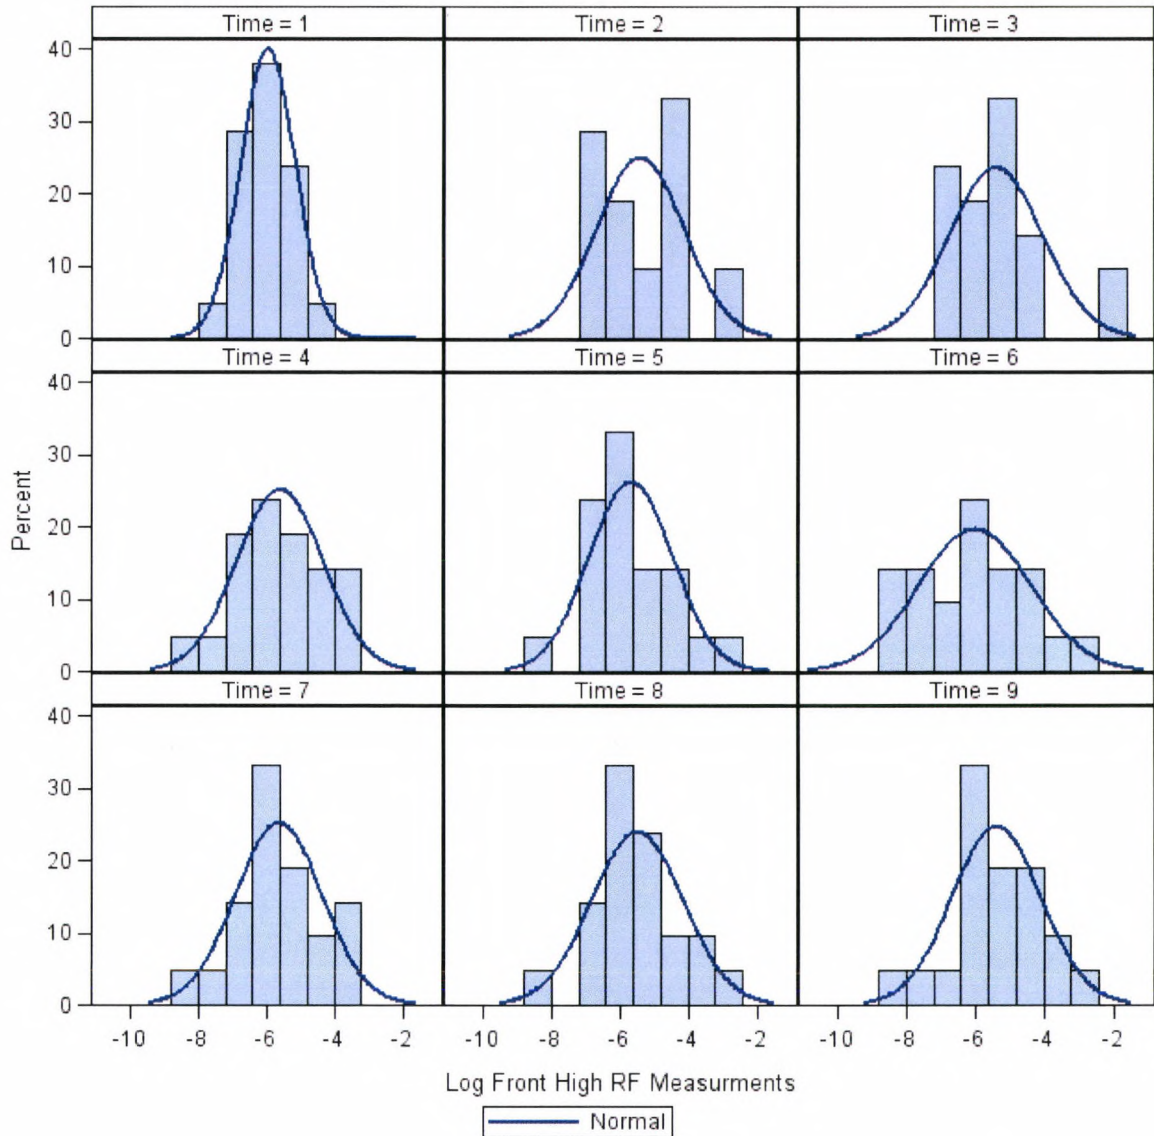 Time = 1 Time = 2 Time = 3
40
30
20
10
0
Time = 4 Time = 5 Time = 6
40
30
20
10
0
Percent
Time = 7 Time = 8 Time = 9
40
30
20
10
0
-10 -8 -6 -4 -2 -10 -8 -6 -4 -2 -10 -8 -6 -4 -2
Log Front High RF Measurments
Normal